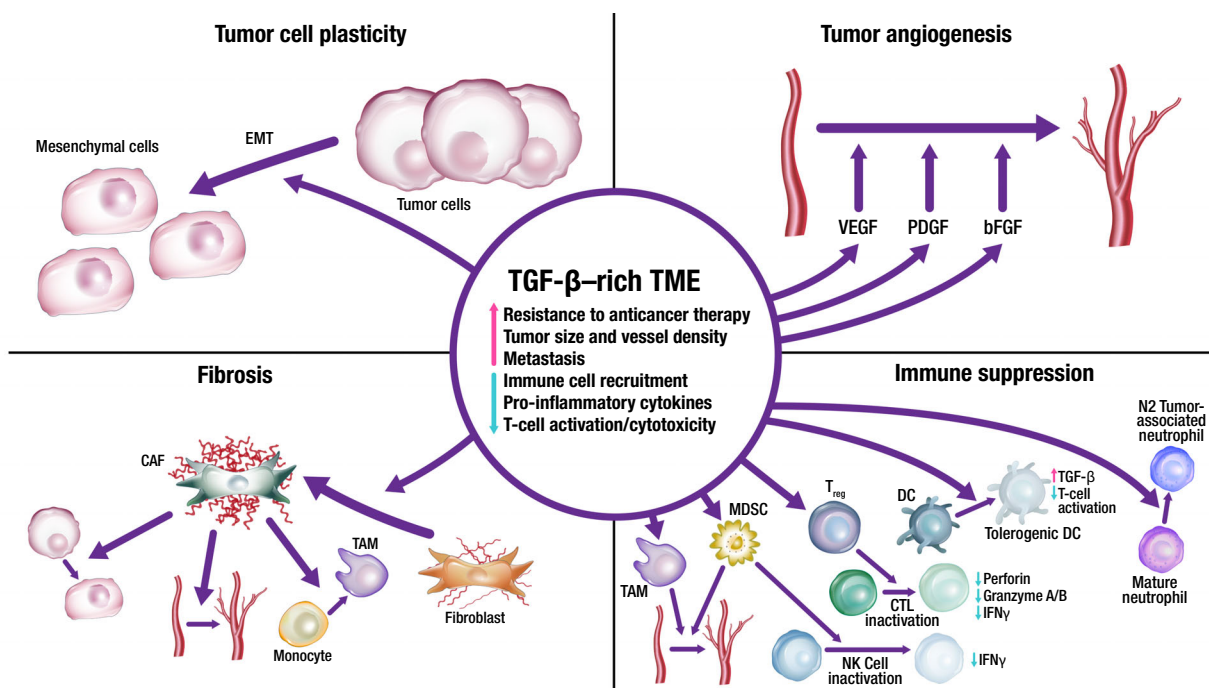 Tumor cell plasticity
EMT
Mesenchymal cells
Tumor cells
Tumor angiogenesis
VEGF
PDGF
bFGF
TGF-β–rich TME
Resistance to anticancer therapy
Tumor size and vessel density
Metastasis
Immune cell recruitment
Pro-inflammatory cytokines
T-cell activation/cytotoxicity
Fibrosis
CAF
TAM
Monocyte
Fibroblast
Immune suppression
N2 Tumor-
associated
neutrophil
Mature
neutrophil
DC
Tolerogenic DC
↑TGF-β
↓T-cell
activation
Treg
MDSC
TAM
CTL
inactivation
↓Perforin
↓Granzyme A/B
↓IFNγ
NK Cell
inactivation
↓IFNγ